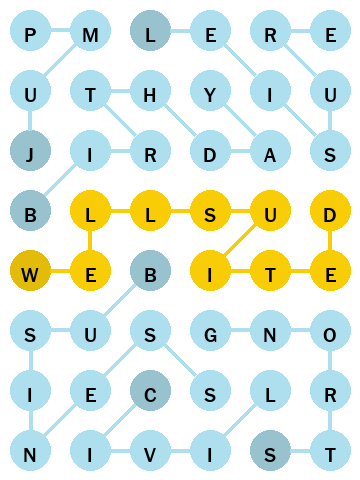 P M L E R E
U T H Y I U
J I R D A S
B L L S U D
W E B I T E
S U S G N O
I E C S L R
N I V I S T